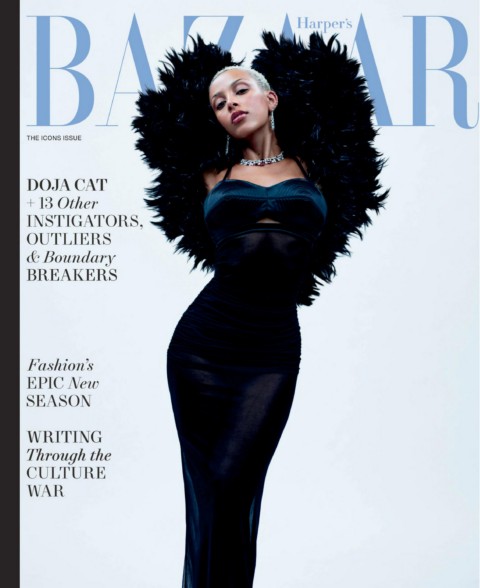 Harper's
BAZAAR
THE ICONS ISSUE
DOJA CAT
+ 13 Other
INSTIGATORS,
OUTLIERS
& Boundary
BREAKERS
Fashion's
EPIC New
SEASON
WRITING
Through the
CULTURE
WAR